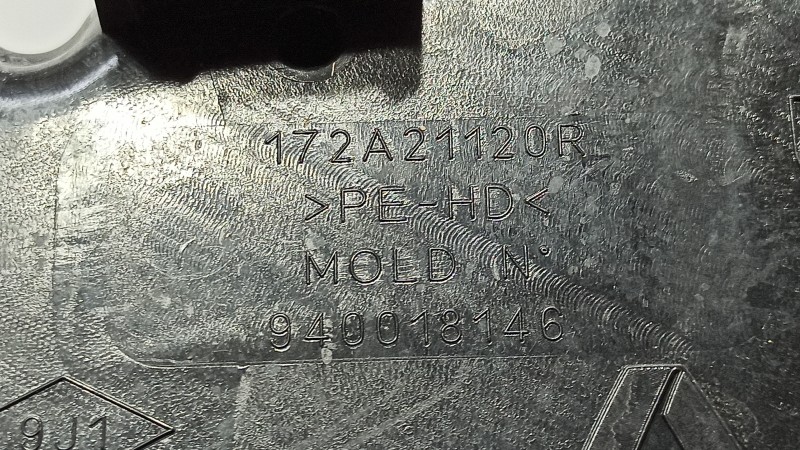 172A21120R
>PE-HD<
MOLD N°
940018146
9J1